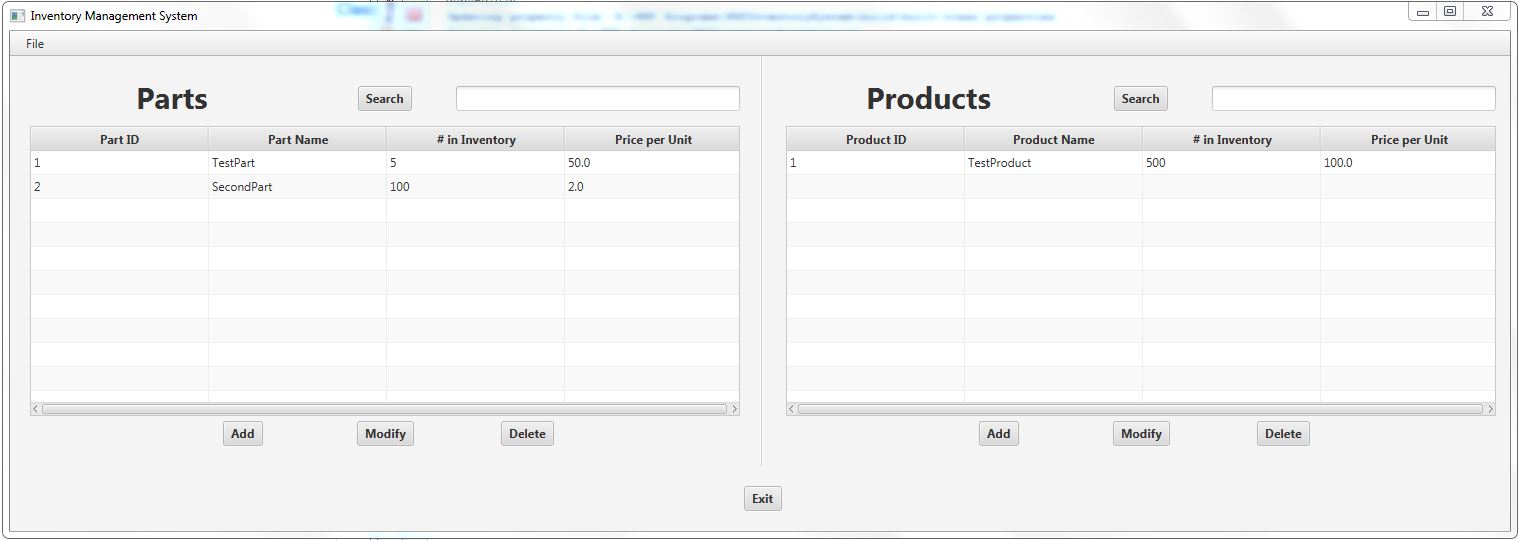 Inventory Management System
File
Parts Search
Part ID Part Name # in Inventory Price per Unit
1 TestPart 5 50.0
2 SecondPart 100 2.0
Add Modify Delete
Products Search
Product ID Product Name # in Inventory Price per Unit
1 TestProduct 500 100.0
Add Modify Delete
Exit